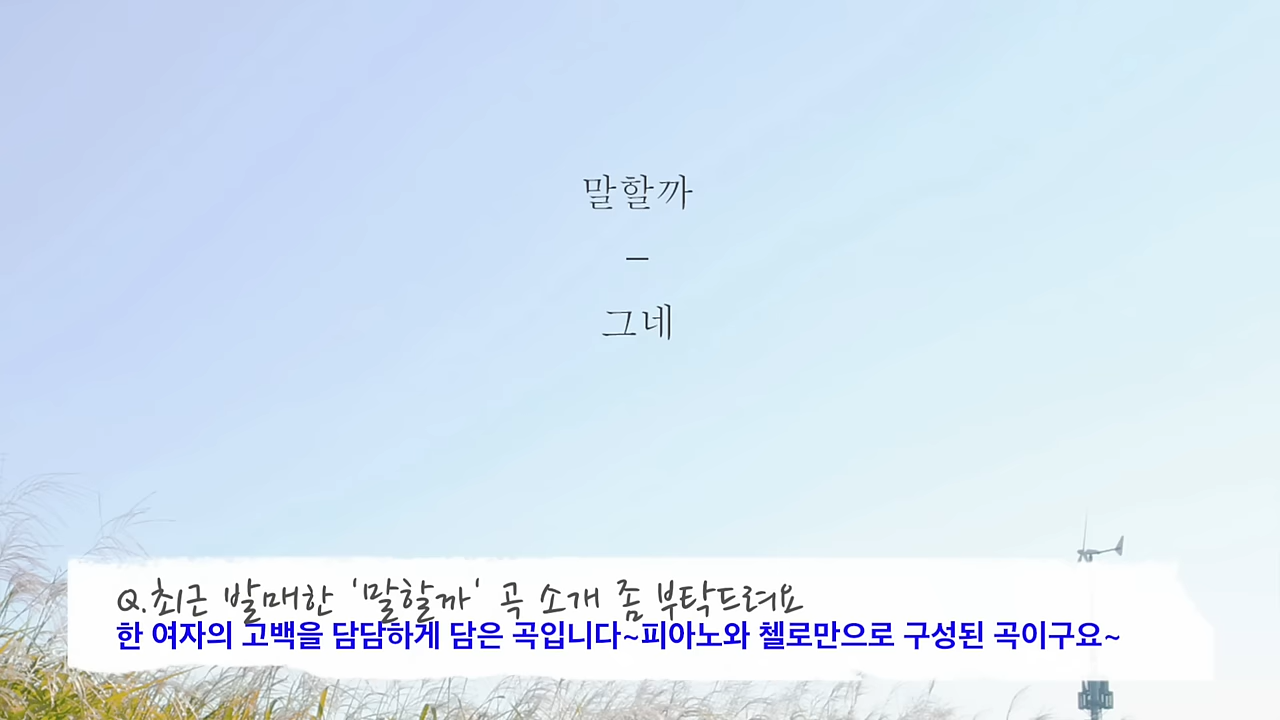 말할까
–
그네
Q.최근 발매한 '말할까' 곡 소개 좀 부탁드려요
한 여자의 고백을 담담하게 담은 곡입니다~피아노와 첼로만으로 구성된 곡이구요~